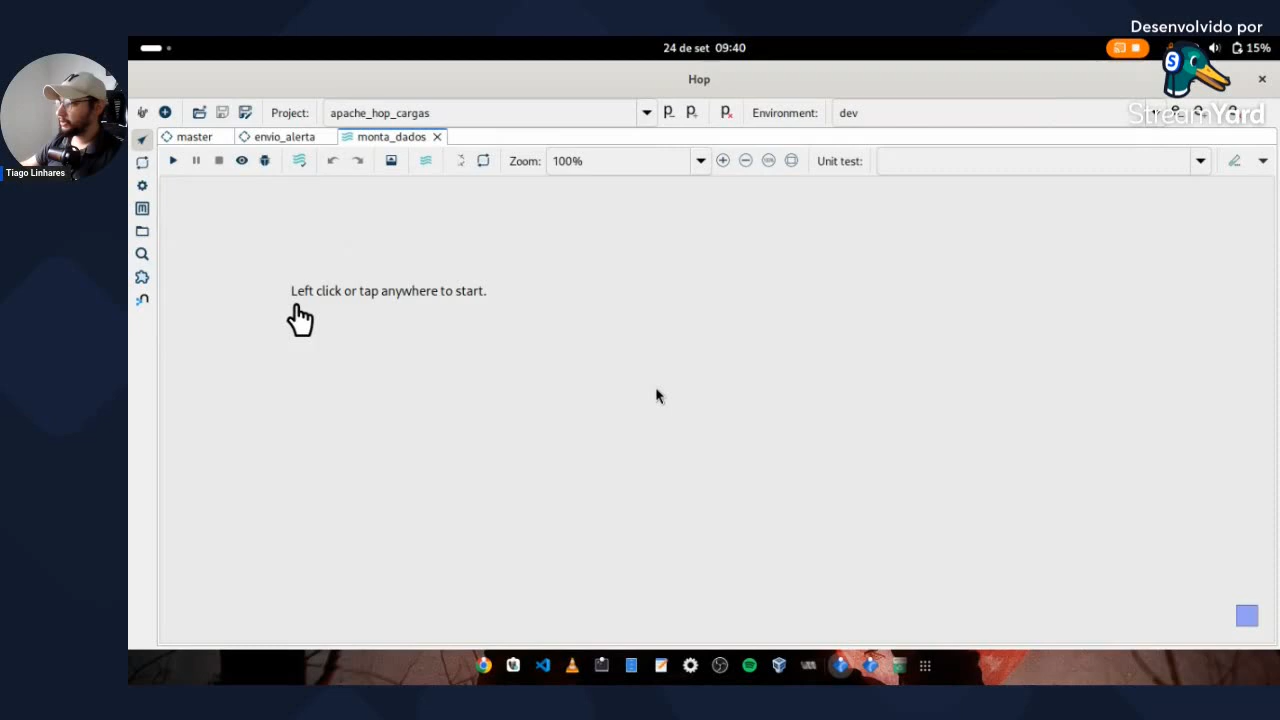 Desenvolvido por
StreamYard
24 de set 09:40
15%
Hop
Project: apache_hop_cargas
Environment: dev
master envio_alerta monta_dados
Zoom: 100%
Unit test:
Left click or tap anywhere to start.
Tiago Linhares